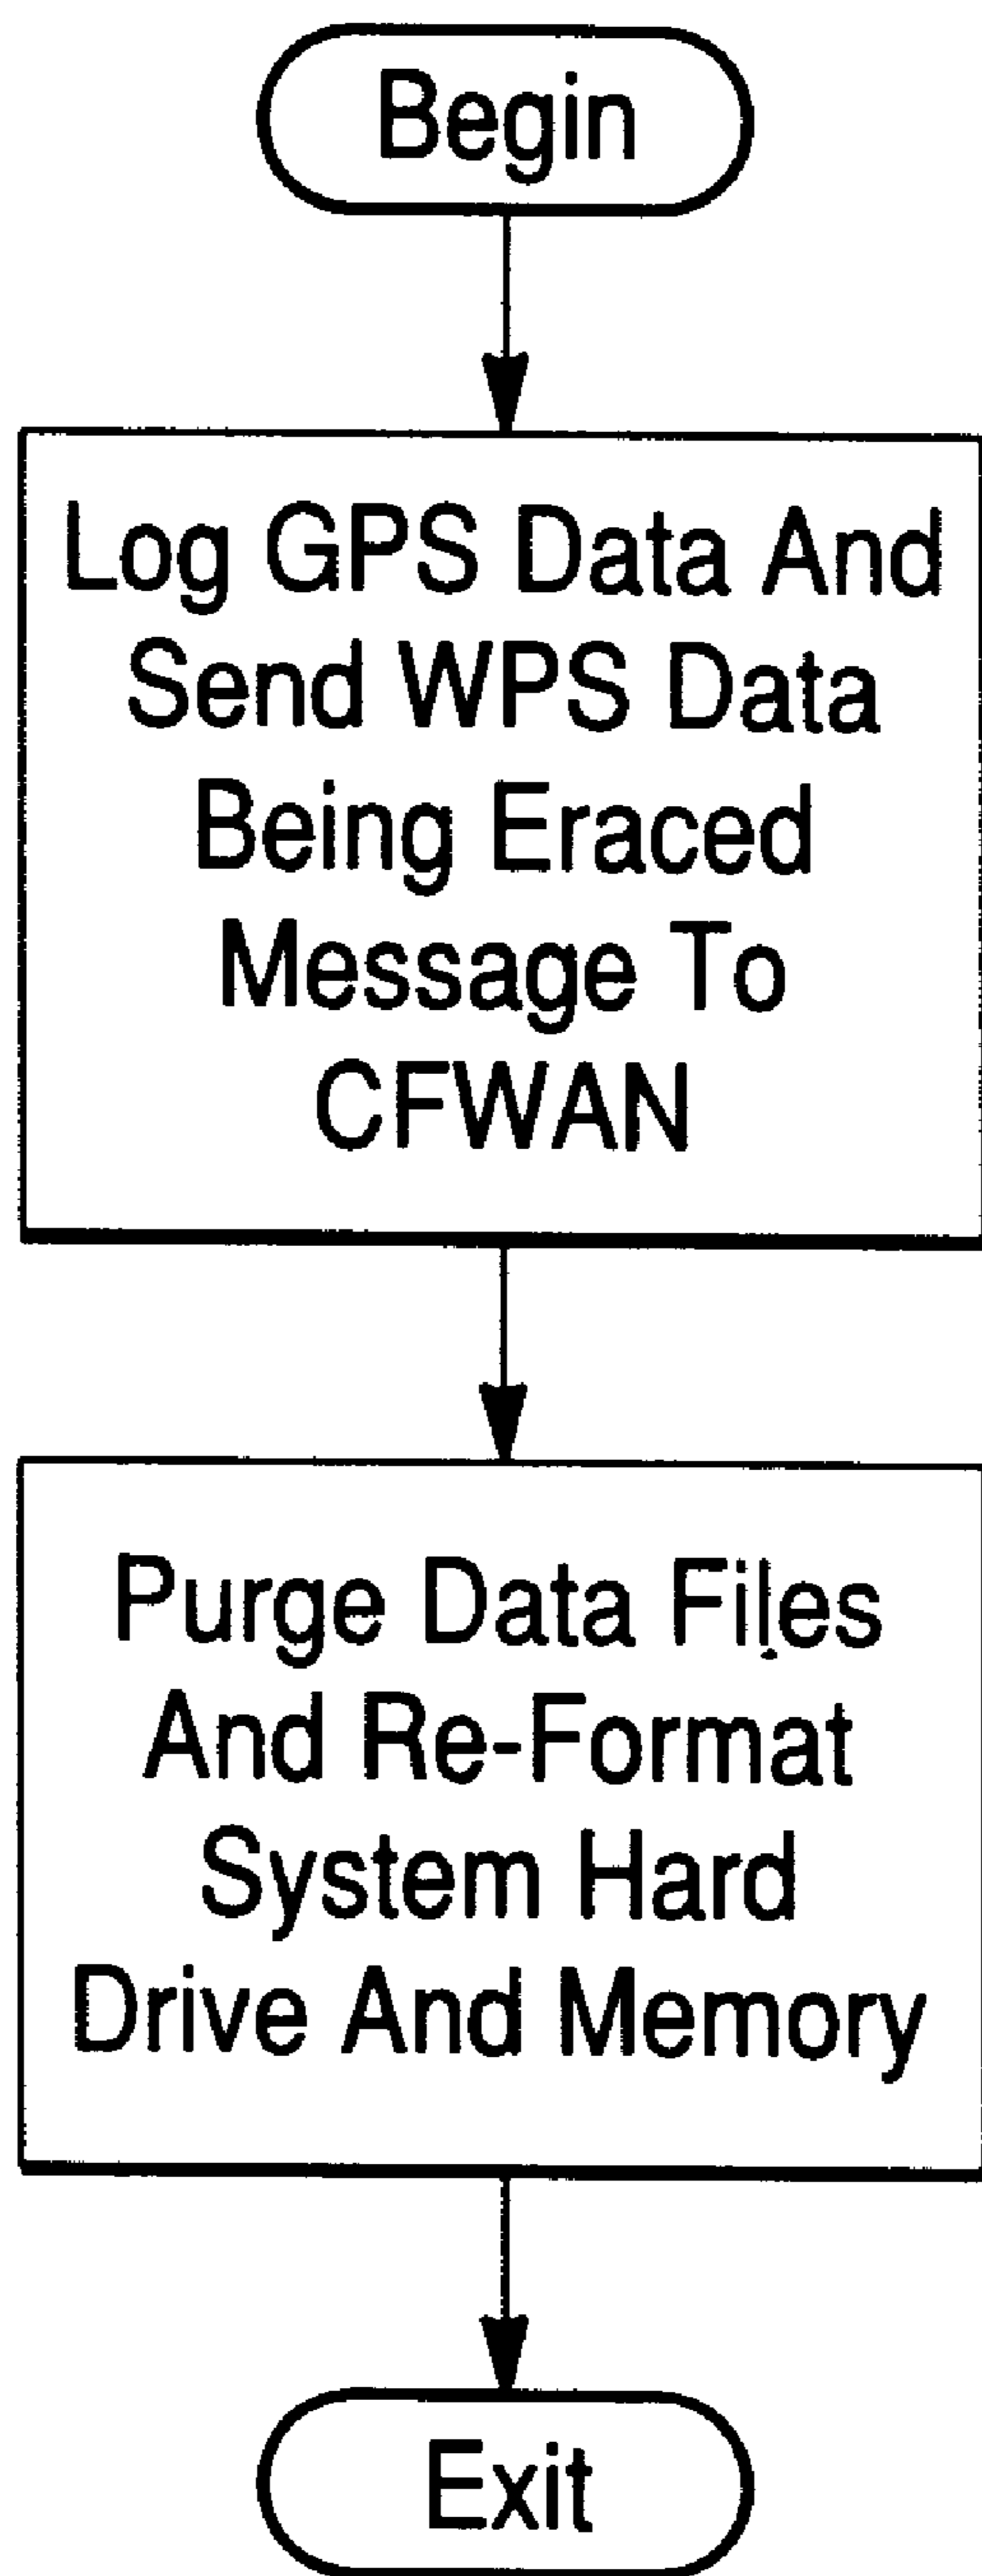 Begin
Log GPS Data And
Send WPS Data
Being Eraced
Message To
CFWAN
Purge Data Files
And Re-Format
System Hard
Drive And Memory
Exit